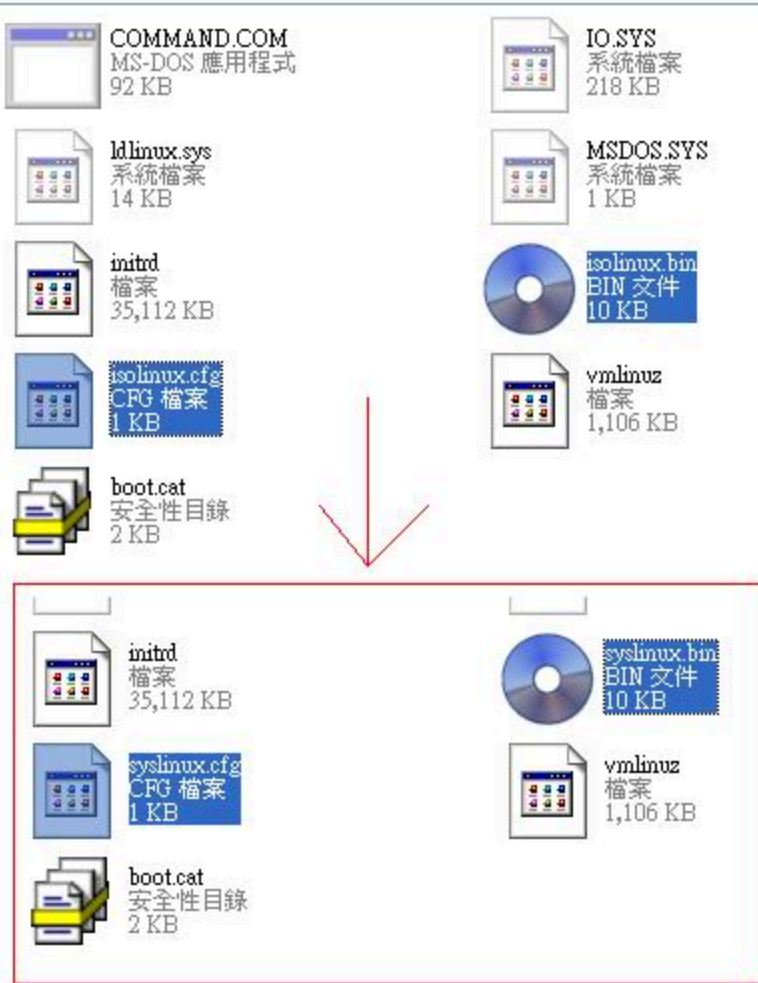 COMMAND.COM
MS-DOS 應用程式
92 KB
IO.SYS
系統檔案
218 KB
ldlinux.sys
系統檔案
14 KB
MSDOS.SYS
系統檔案
1 KB
initrd
檔案
35,112 KB
isolinux.bin
BIN 文件
10 KB
isolinux.cfg
CFG 檔案
1 KB
vmlinuz
檔案
1,106 KB
boot.cat
安全性目錄
2 KB
initrd
檔案
35,112 KB
syslinux.bin
BIN 文件
10 KB
syslinux.cfg
CFG 檔案
1 KB
vmlinuz
檔案
1,106 KB
boot.cat
安全性目錄
2 KB